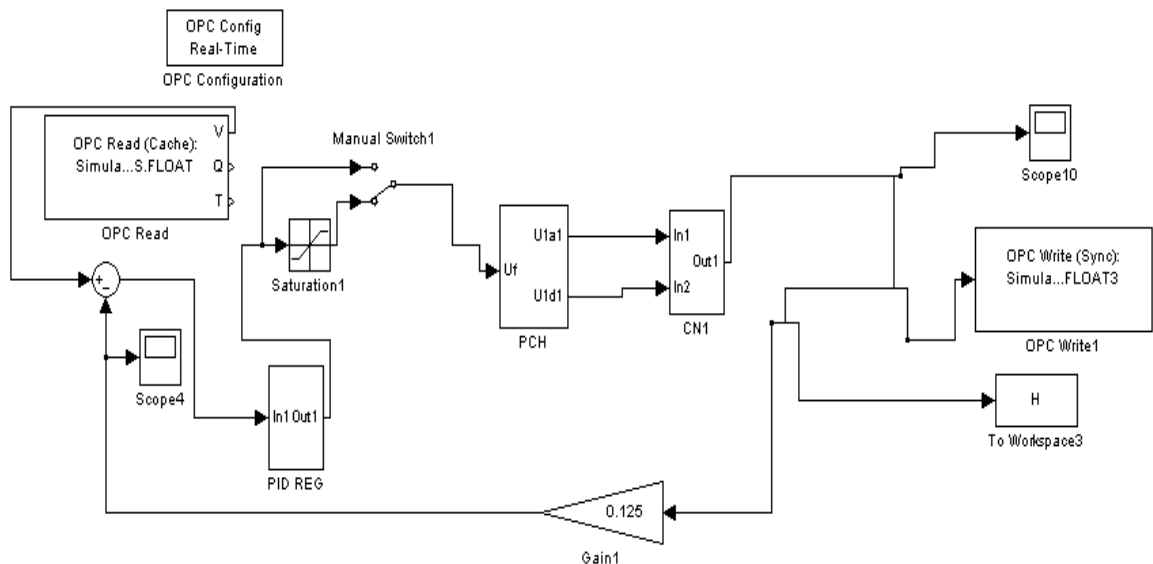 OPC Config
Real-Time
OPC Configuration
OPC Read (Cache):
Simula...S.FLOAT
V
Q
T
OPC Read
Manual Switch1
Saturation1
+
-
Scope4
In1 Out1
PID REG
Uf
U1a1
U1d1
PCH
In1
In2
Out1
CN1
Scope10
OPC Write (Sync):
Simula...FLOAT3
OPC Write1
H
To Workspace3
0.125
Gain1